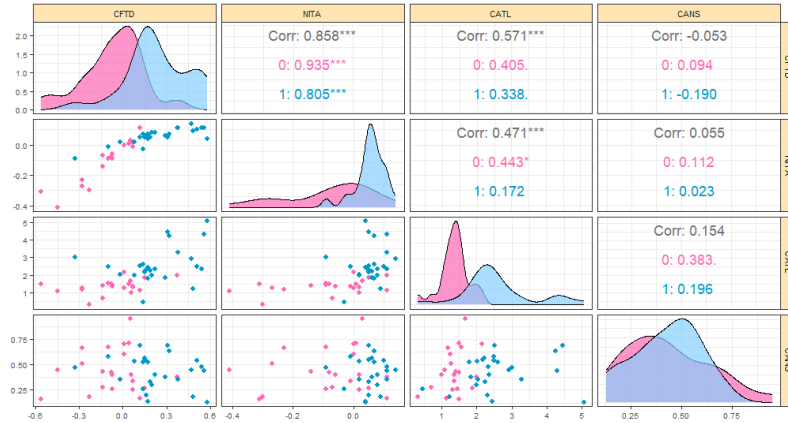 CFTD NITA CATL CANS
2.0 Corr: 0.858*** Corr: 0.571*** Corr: -0.053
1.5
1.0 0: 0.935*** 0: 0.405. 0: 0.094
0.5 1: 0.805*** 1: 0.338. 1: -0.190
0.0
Corr: 0.471*** Corr: 0.055
0.0
-0.2 0: 0.443* 0: 0.112
-0.4 1: 0.172 1: 0.023
5 Corr: 0.154
4
3 0: 0.383.
2
1 1: 0.196
0.75
0.50
0.25
-0.6 -0.3 0.0 0.3 0.6 -0.4 -0.2 0.0 0 1 2 3 4 5 0.25 0.50 0.75